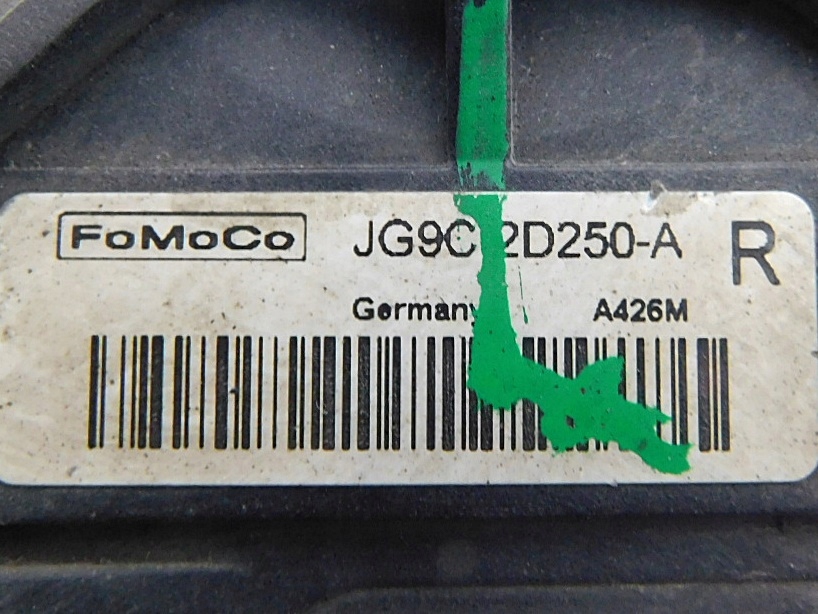 FoMoCo JG9C 2D250-A R
Germany A426M